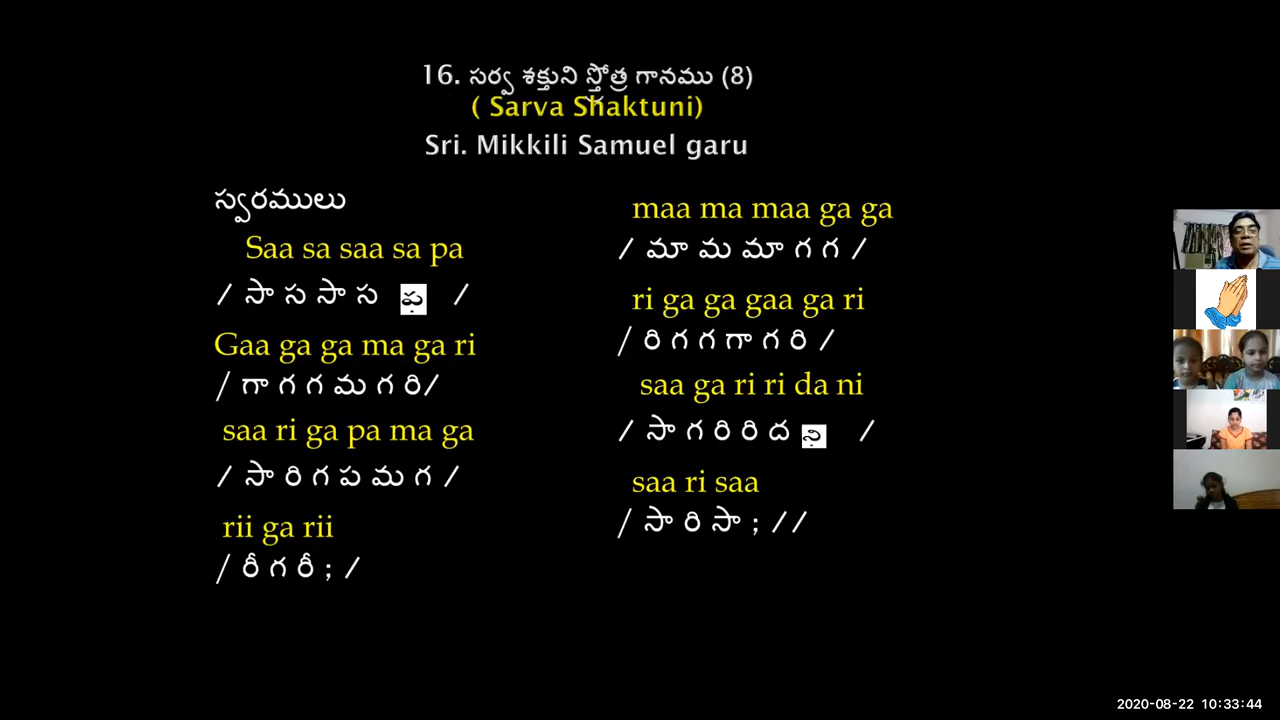 16. సర్వ శక్తుని స్తోత్ర గానము (8)
( Sarva Shaktuni)
Sri. Mikkili Samuel garu
స్వరములు
Saa sa saa sa pa
/ సా స సా స ప /
Gaa ga ga ma ga ri
/ గా గ గ మ గ రి/
saa ri ga pa ma ga
/ సా రి గ ప మ గ /
rii ga rii
/ రీ గ రీ ; /
maa ma maa ga ga
/ మా మ మా గ గ /
ri ga ga gaa ga ri
/ రి గ గ గా గ రి /
saa ga ri ri da ni
/ సా గ రి రి ద ని /
saa ri saa
/ సా రి సా ; //
2020-08-22 10:33:44